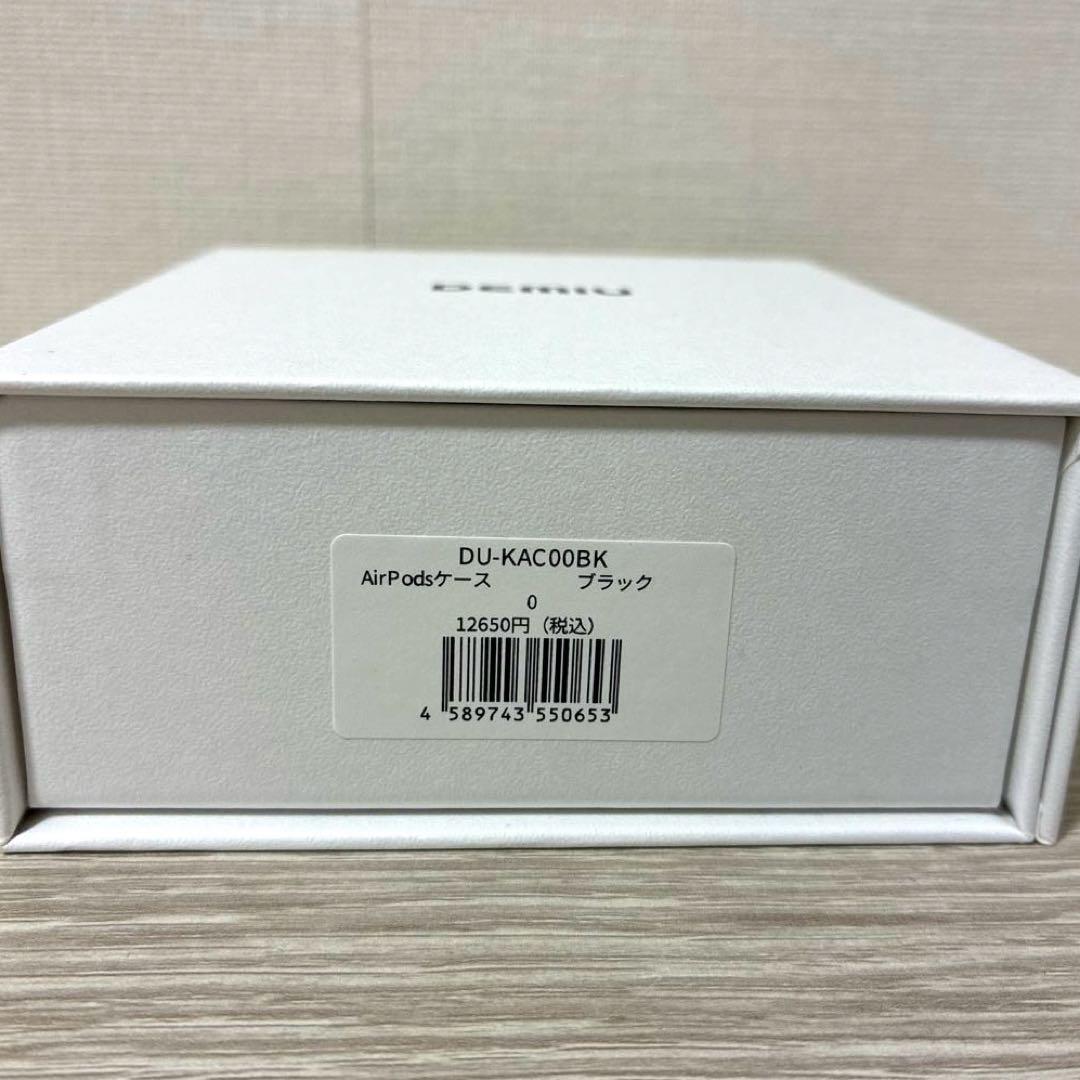 DEMIU
DU-KAC00BK
AirPodsケース ブラック
0
12650円(税込)
4 589743 550653